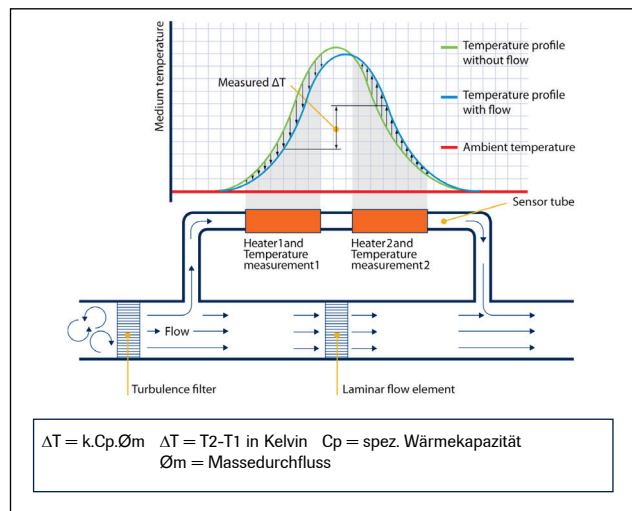 Medium temperature
Measured ΔT
Temperature profile
without flow
Temperature profile
with flow
Ambient temperature
Sensor tube
Heater1and
Temperature
measurement1
Heater2and
Temperature
measurement2
Flow
Turbulence filter
Laminar flow element
ΔT = k.Cp.Øm ΔT = T2-T1 in Kelvin Cp = spez. Wärmekapazität
Øm = Massedurchfluss